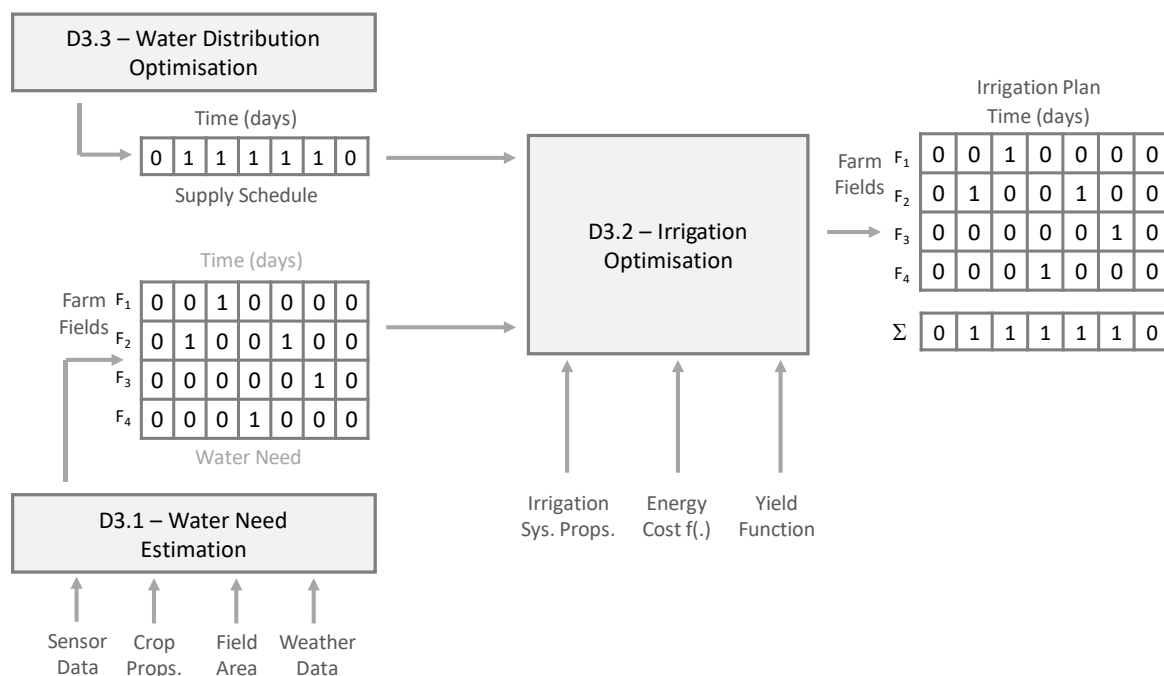 D3.3 – Water Distribution
Optimisation
Time (days)
0 1 1 1 1 1 0
Supply Schedule
Time (days)
Farm
Fields
F1 0 0 1 0 0 0 0
F2 0 1 0 0 1 0 0
F3 0 0 0 0 0 1 0
F4 0 0 0 1 0 0 0
Water Need
D3.1 – Water Need
Estimation
Sensor
Data
Crop
Props.
Field
Area
Weather
Data
D3.2 – Irrigation
Optimisation
Irrigation
Sys. Props.
Energy
Cost f(.)
Yield
Function
Irrigation Plan
Time (days)
Farm
Fields
F1 0 0 1 0 0 0 0
F2 0 1 0 0 1 0 0
F3 0 0 0 0 0 1 0
F4 0 0 0 1 0 0 0
Σ 0 1 1 1 1 1 0